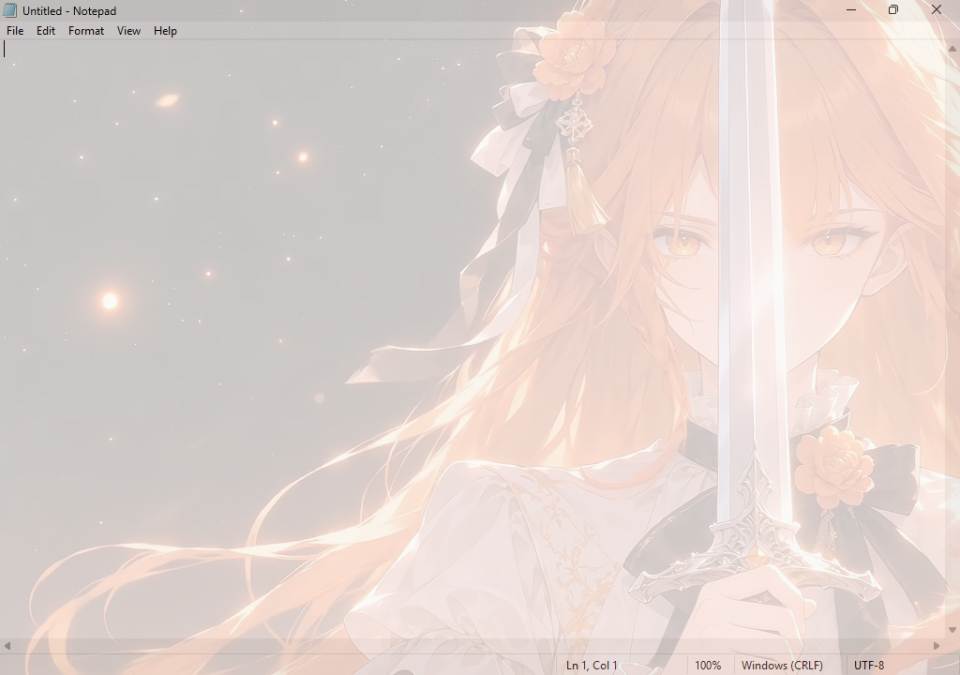 Untitled - Notepad
File Edit Format View Help
Ln 1, Col 1 100% Windows (CRLF) UTF-8